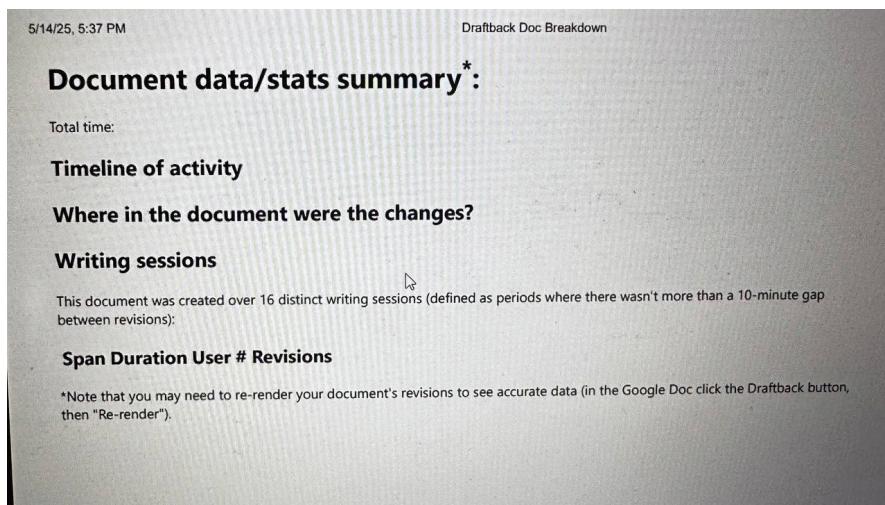 5/14/25, 5:37 PM Draftback Doc Breakdown
Document data/stats summary*:
Total time:
Timeline of activity
Where in the document were the changes?
Writing sessions
This document was created over 16 distinct writing sessions (defined as periods where there wasn't more than a 10-minute gap
between revisions):
Span Duration User # Revisions
*Note that you may need to re-render your document's revisions to see accurate data (in the Google Doc click the Draftback button,
then "Re-render").